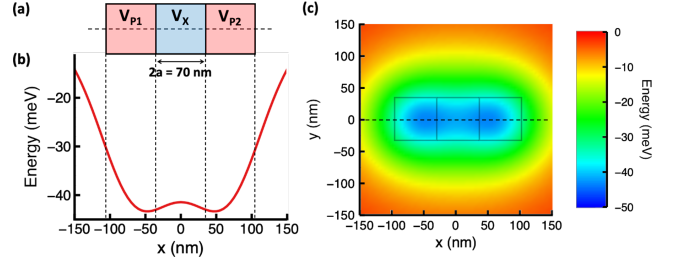 (a)
V_P1 V_X V_P2
2a = 70 nm
(b)
Energy (meV)
−20
−30
−40
−150 −100 −50 0 50 100 150
x (nm)
(c)
y (nm)
150
100
50
0
−50
−100
−150
−150 −100 −50 0 50 100 150
x (nm)
0
−10
−20
−30
−40
−50
Energy (meV)